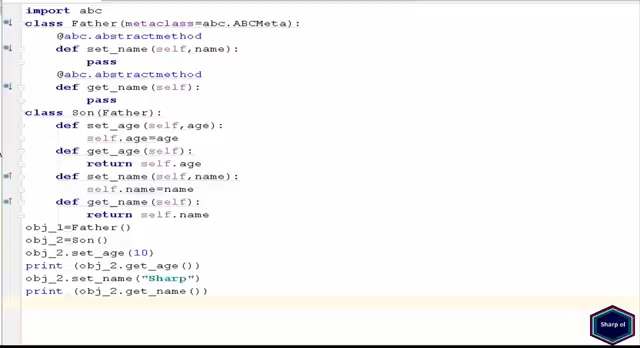 import abc
class Father(metaclass=abc.ABCMeta):
    @abc.abstractmethod
    def set_name(self,name):
        pass
    @abc.abstractmethod
    def get_name(self):
        pass
class Son(Father):
    def set_age(self,age):
        self.age=age
    def get_age(self):
        return self.age
    def set_name(self,name):
        self.name=name
    def get_name(self):
        return self.name
obj_1=Father()
obj_2=Son()
obj_2.set_age(10)
print (obj_2.get_age())
obj_2.set_name("Sharp")
print (obj_2.get_name())
Sharp el